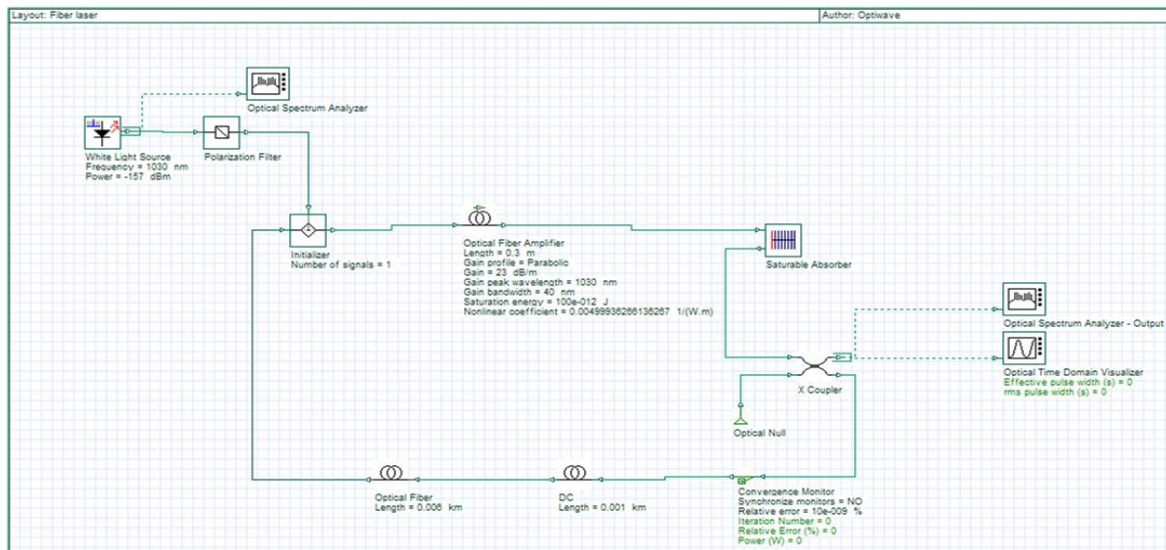 Layout: Fiber laser
Author: Optiwave
Optical Spectrum Analyzer
White Light Source
Frequency = 1030 nm
Power = -157 dBm
Polarization Filter
Initializer
Number of signals = 1
Optical Fiber Amplifier
Length = 0.3 m
Gain profile = Parabolic
Gain = 23 dB/m
Gain peak wavelength = 1030 nm
Gain bandwidth = 40 nm
Saturation energy = 100e-012 J
Nonlinear coefficient = 0.00499936266136267 1/(W.m)
Saturable Absorber
Optical Spectrum Analyzer - Output
Optical Time Domain Visualizer
Effective pulse width (s) = 0
rms pulse width (s) = 0
X Coupler
Optical Null
Optical Fiber
Length = 0.006 km
DC
Length = 0.001 km
Convergence Monitor
Synchronize monitors = NO
Relative error = 10e-009 %
Iteration Number = 0
Relative Error (%) = 0
Power (W) = 0